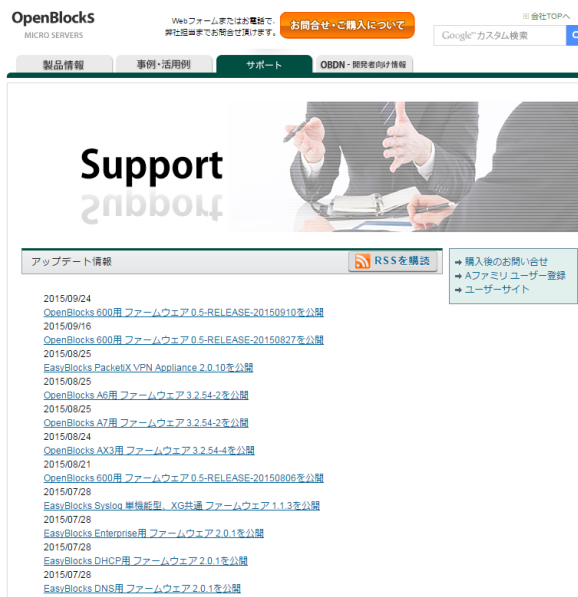 OpenBlocks
MICRO SERVERS
Webフォームまたはお電話で、
弊社担当までお問合せ頂けます。
お問合せ・ご購入について
会社TOPへ
Google™カスタム検索
製品情報
事例・活用例
サポート
OBDN - 開発者向け情報
Support
アップデート情報
RSSを購読
➔ 購入後のお問い合せ
➔ Aファミリ ユーザー登録
➔ ユーザーサイト
2015/09/24
OpenBlocks 600用 ファームウェア 0.5-RELEASE-20150910を公開
2015/09/16
OpenBlocks 600用 ファームウェア 0.5-RELEASE-20150827を公開
2015/08/25
EasyBlocks PacketiX VPN Appliance 2.0.10を公開
2015/08/25
OpenBlocks A6用 ファームウェア 3.2.54-2を公開
2015/08/25
OpenBlocks A7用 ファームウェア 3.2.54-2を公開
2015/08/24
OpenBlocks AX3用 ファームウェア 3.2.54-4を公開
2015/08/21
OpenBlocks 600用 ファームウェア 0.5-RELEASE-20150806を公開
2015/07/28
EasyBlocks Syslog 単機能型、XG共通 ファームウェア 1.1.3を公開
2015/07/28
EasyBlocks Enterprise用 ファームウェア 2.0.1を公開
2015/07/28
EasyBlocks DHCP用 ファームウェア 2.0.1を公開
2015/07/28
EasyBlocks DNS用 ファームウェア 2.0.1を公開